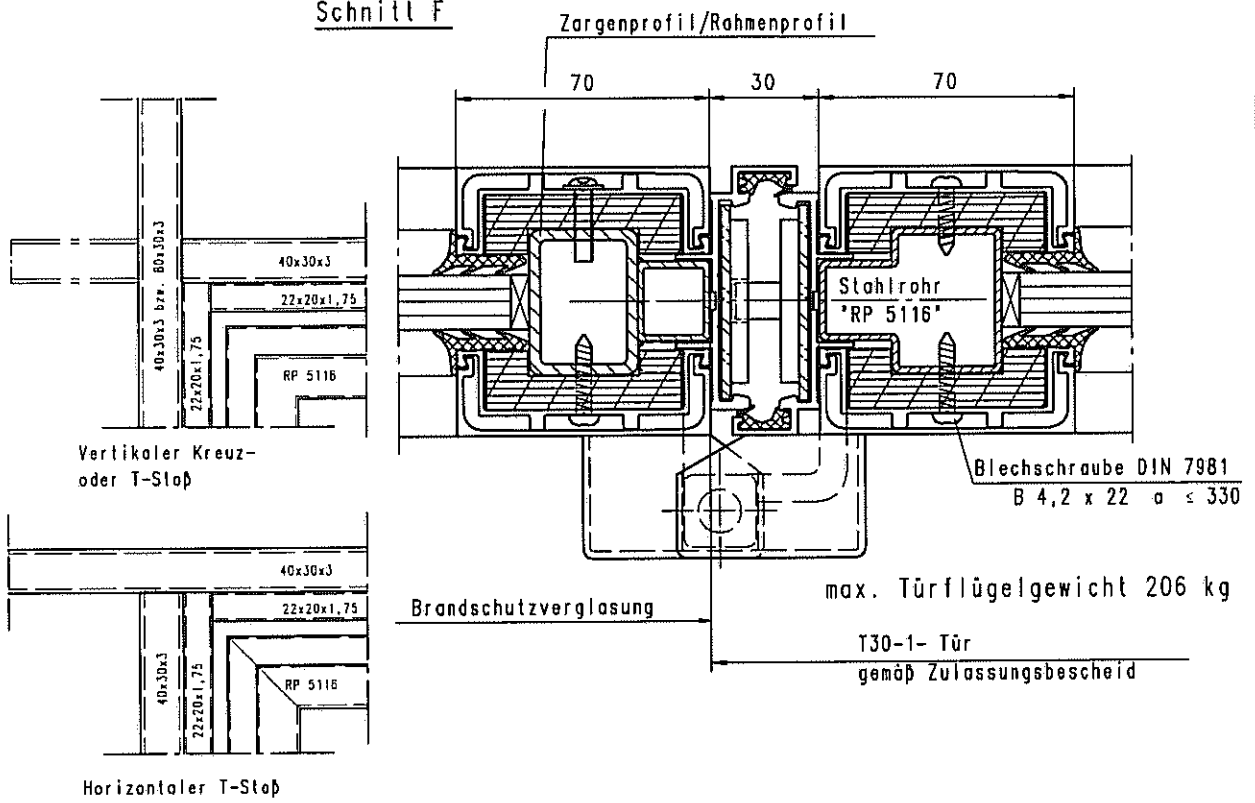 Schnitt F
Zargenprofil/Rahmenprofil
70
30
70
40x30x3 bzw. 80x30x3
40x30x3
22x20x1,75
22x20x1,75
RP 5116
Vertikaler Kreuz-
oder T-Stoß
Stahlrohr
"RP 5116"
Blechschraube DIN 7981
B 4,2 x 22 a ≤ 330
max. Türflügelgewicht 206 kg
Brandschutzverglasung
T30-1- Tür
gemäß Zulassungsbescheid
40x30x3
22x20x1,75
40x30x3
22x20x1,75
RP 5116
Horizontaler T-Stoß